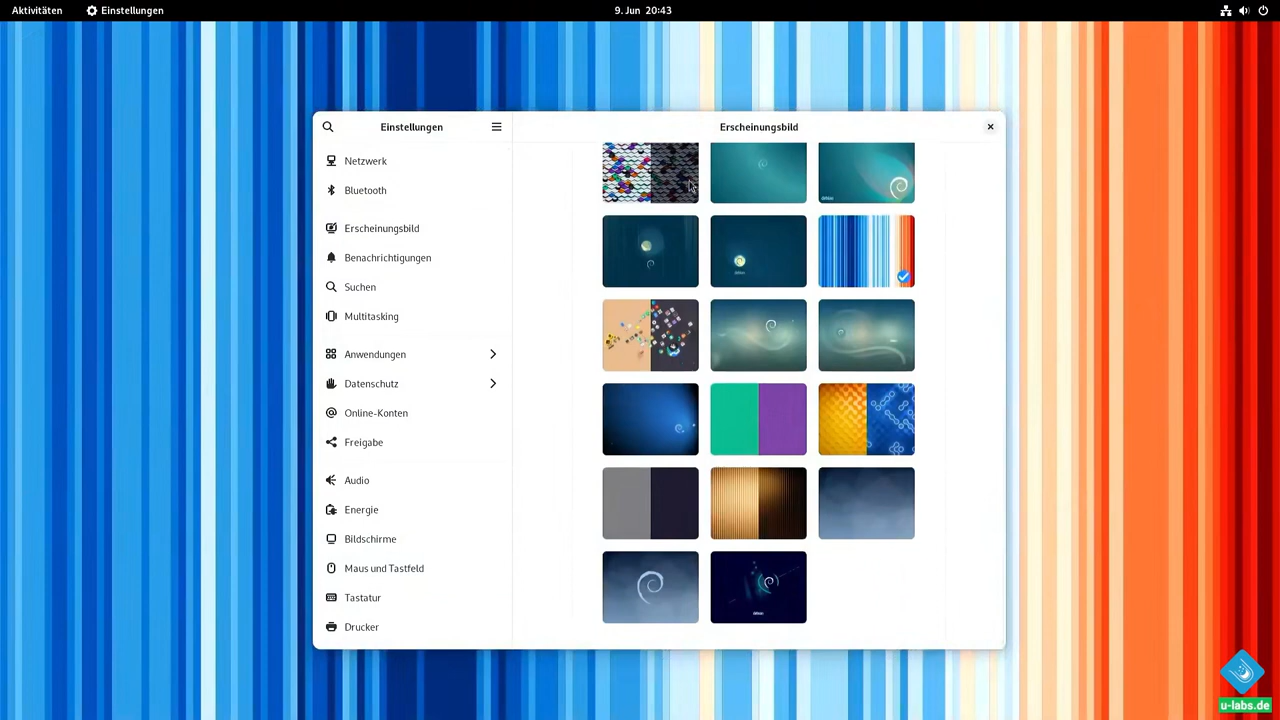 Aktivitäten
Einstellungen
9. Jun 20:43
Einstellungen
Erscheinungsbild
Netzwerk
Bluetooth
Erscheinungsbild
Benachrichtigungen
Suchen
Multitasking
Anwendungen
Datenschutz
Online-Konten
Freigabe
Audio
Energie
Bildschirme
Maus und Tastfeld
Tastatur
Drucker
debian
u-labs.de